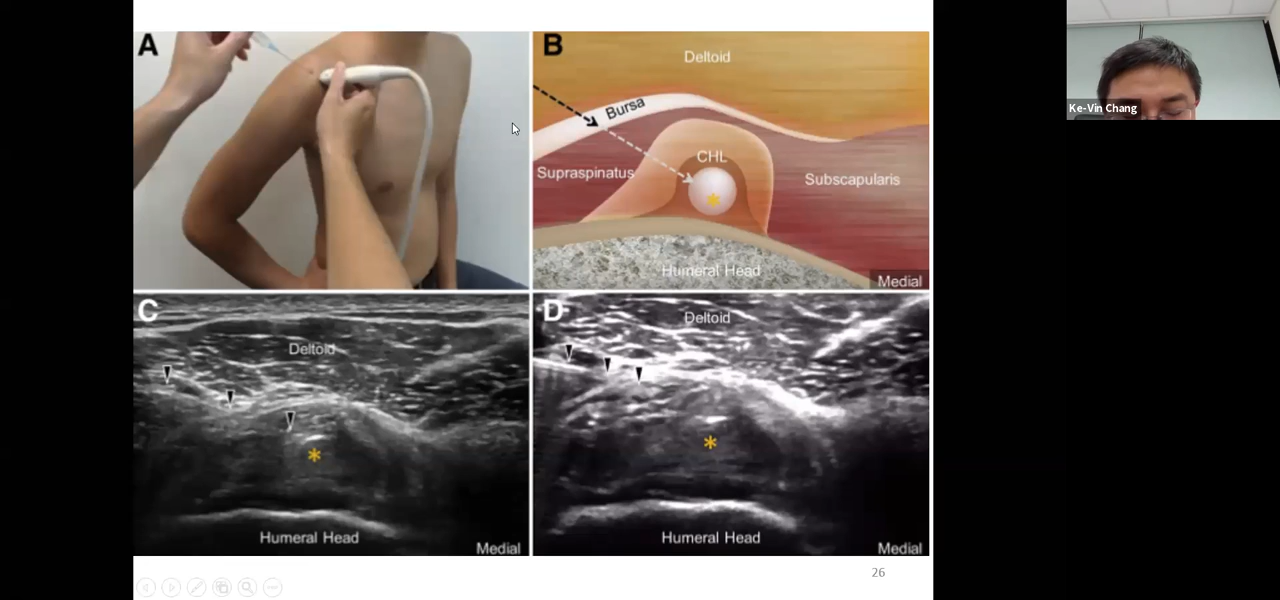 A
B
Deltoid
Bursa
CHL
Supraspinatus
Subscapularis
*
Humeral Head
Medial
C
Deltoid
*
Humeral Head
Medial
D
Deltoid
*
Humeral Head
Medial
26
Ke-Vin Chang